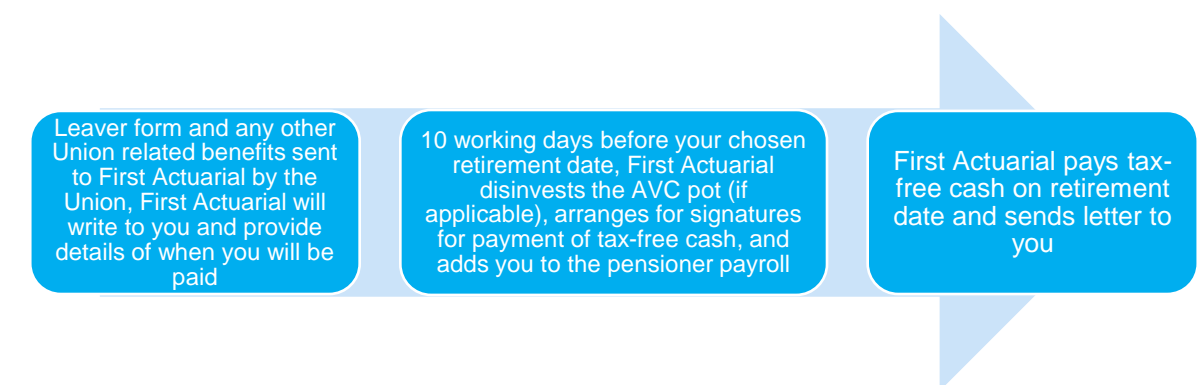 Leaver form and any other
Union related benefits sent
to First Actuarial by the
Union, First Actuarial will
write to you and provide
details of when you will be
paid
10 working days before your chosen
retirement date, First Actuarial
disinvests the AVC pot (if
applicable), arranges for signatures
for payment of tax-free cash, and
adds you to the pensioner payroll
First Actuarial pays tax-
free cash on retirement
date and sends letter to
you